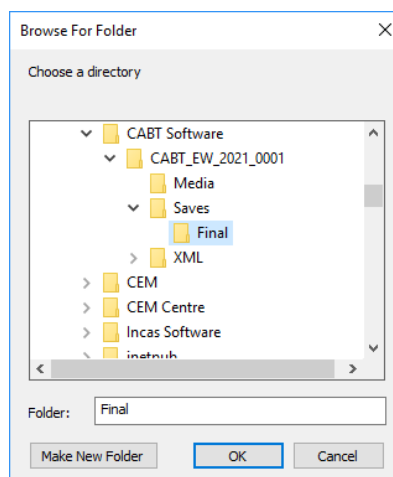 Browse For Folder
Choose a directory
CABT Software
CABT_EW_2021_0001
Media
Saves
Final
XML
CEM
CEM Centre
Incas Software
inetpub
Folder: Final
Make New Folder OK Cancel